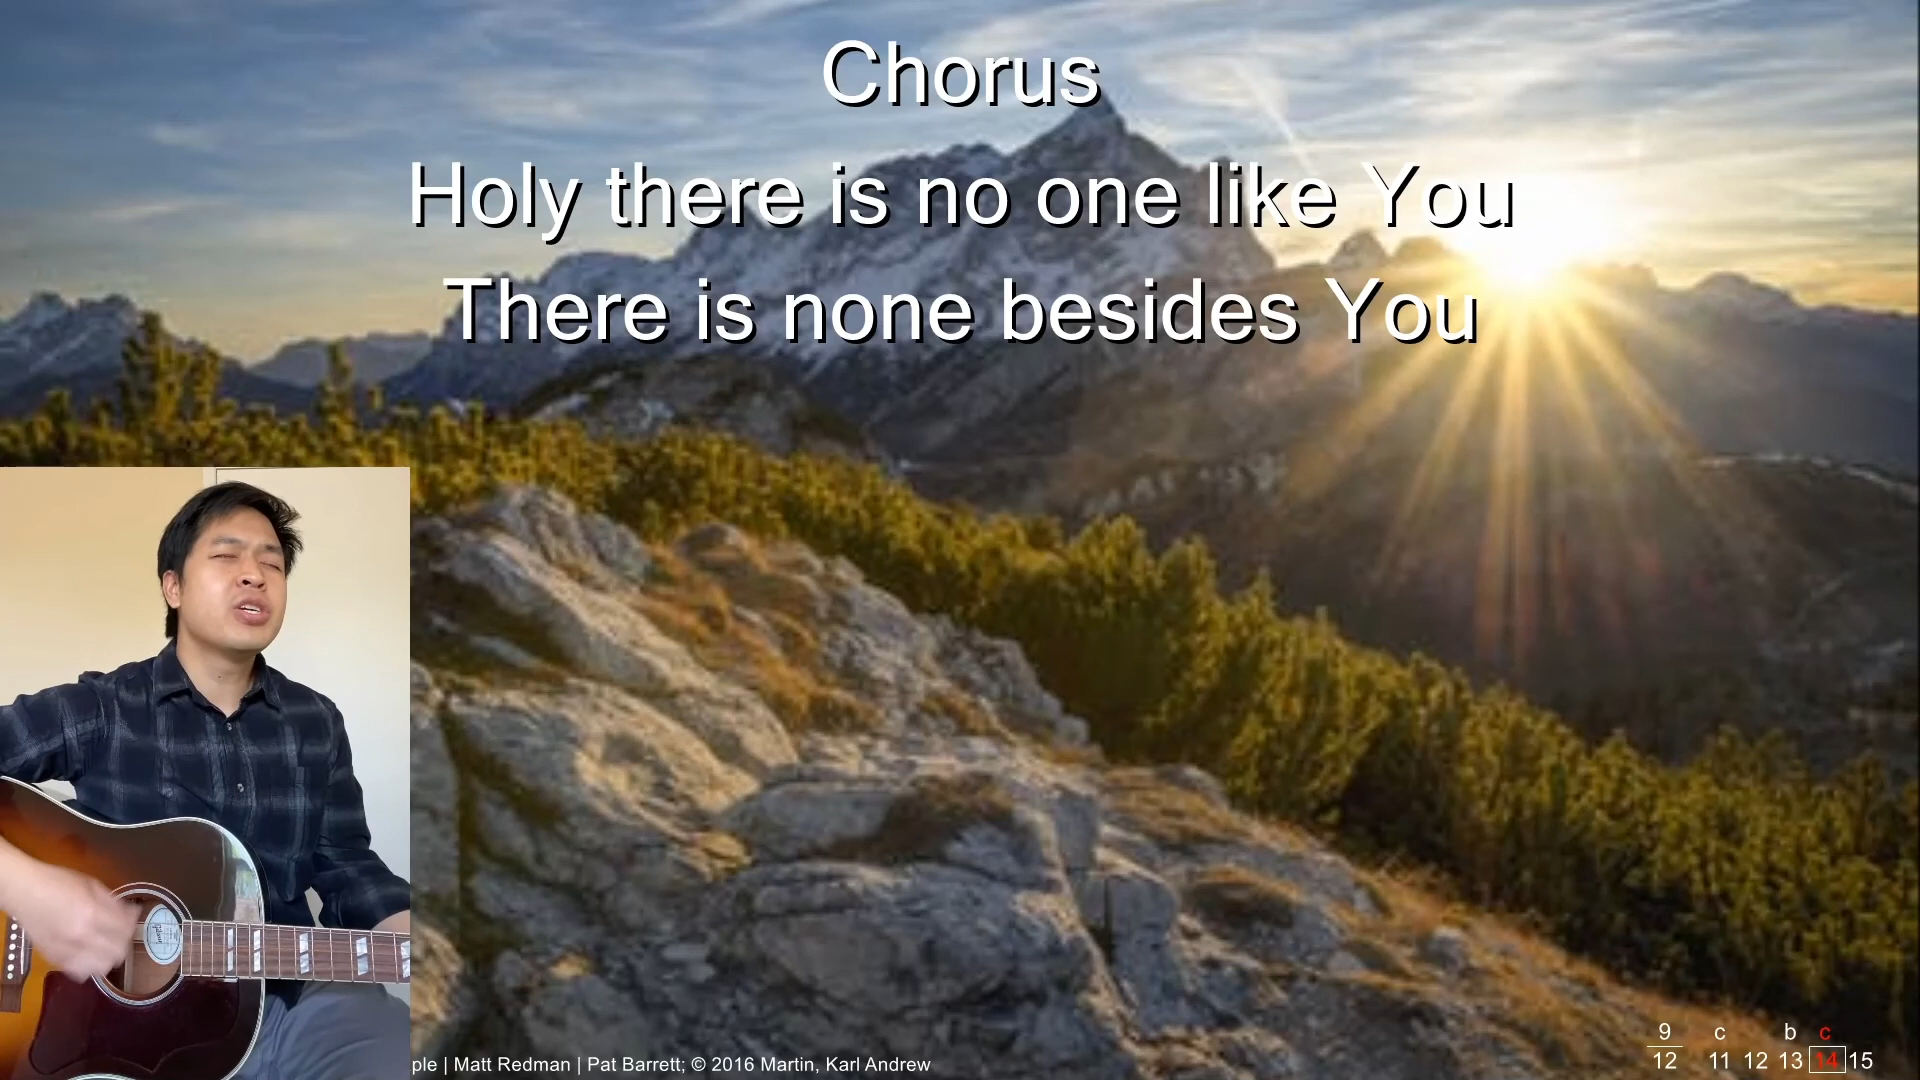 Chorus
Holy there is no one like You
There is none besides You
ple | Matt Redman | Pat Barrett; © 2016 Martin, Karl Andrew
9 c b c
12 11 12 13 14 15